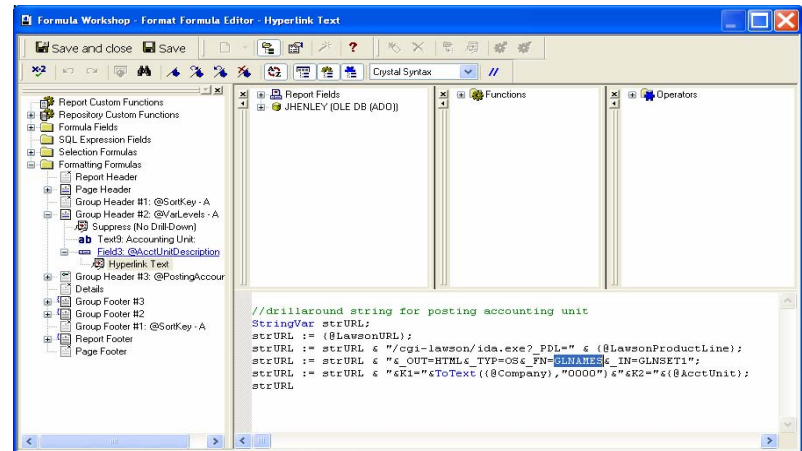 Formula Workshop - Format Formula Editor - Hyperlink Text
Save and close Save ?
X+2 Crystal Syntax //
Report Custom Functions
Repository Custom Functions
Formula Fields
SQL Expression Fields
Selection Formulas
Formatting Formulas
Report Header
Page Header
Group Header #1: @SortKey - A
Group Header #2: @VarLevels - A
Suppress (No Drill-Down)
ab Text9: Accounting Unit:
Field3: @AcctUnitDescription
Hyperlink Text
Group Header #3: @PostingAccour
Details
Group Footer #3
Group Footer #2
Group Footer #1: @SortKey - A
Report Footer
Page Footer
Report Fields
JHENLEY (OLE DB (ADO))
Functions
Operators
//drillaround string for posting accounting unit
StringVar strURL;
strURL := {@LawsonURL};
strURL := strURL & "/cgi-lawson/ida.exe?_PDL=" & {@LawsonProductLine};
strURL := strURL & "&_OUT=HTML&_TYP=OS&_FN=GLNAMES&_IN=GLNSET1";
strURL := strURL & "&K1="&ToText({@Company},"0000")&"&K2="&{@AcctUnit};
strURL